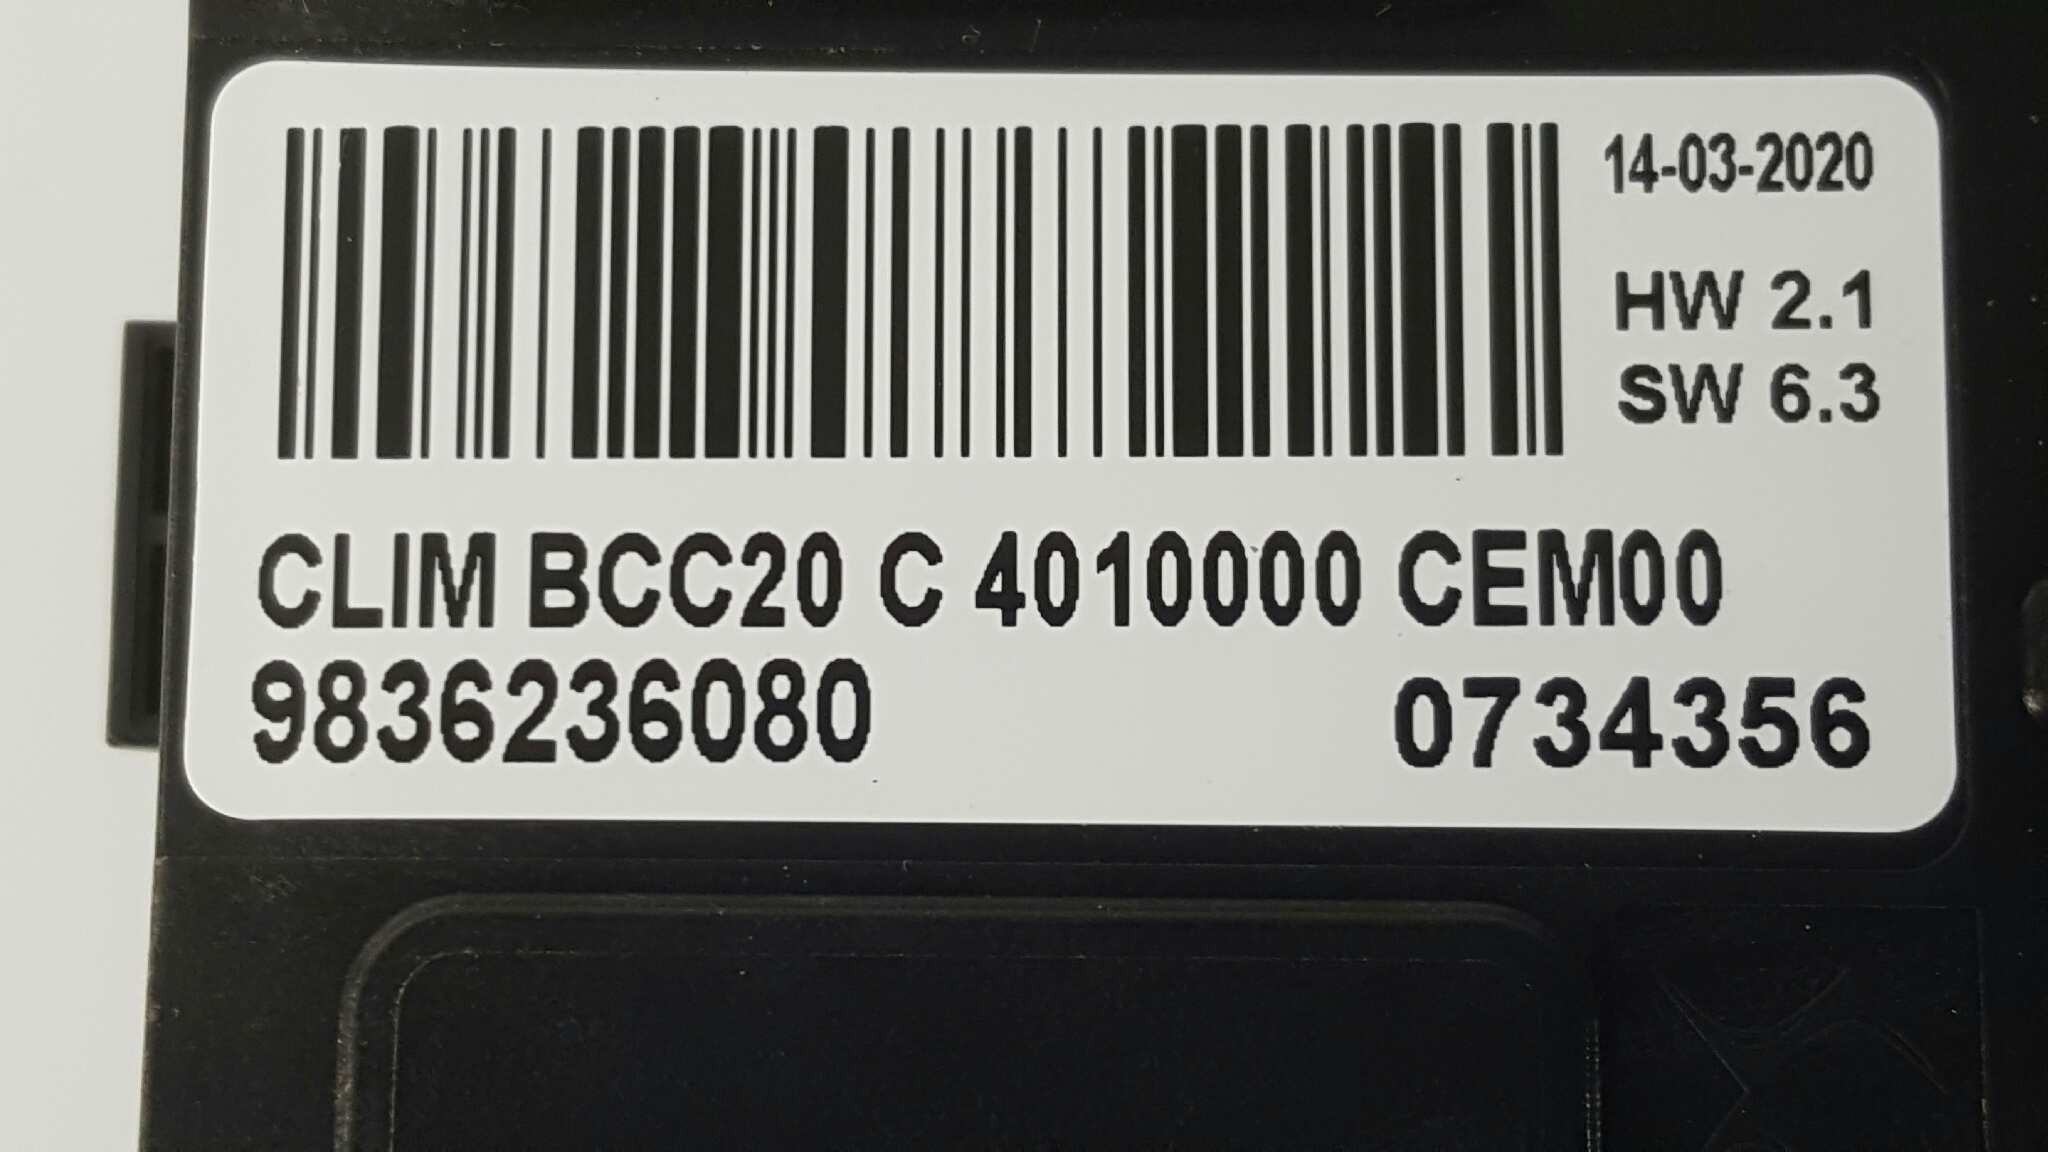 14-03-2020
HW 2.1
SW 6.3
CLIM BCC20 C 4010000 CEM00
9836236080 0734356